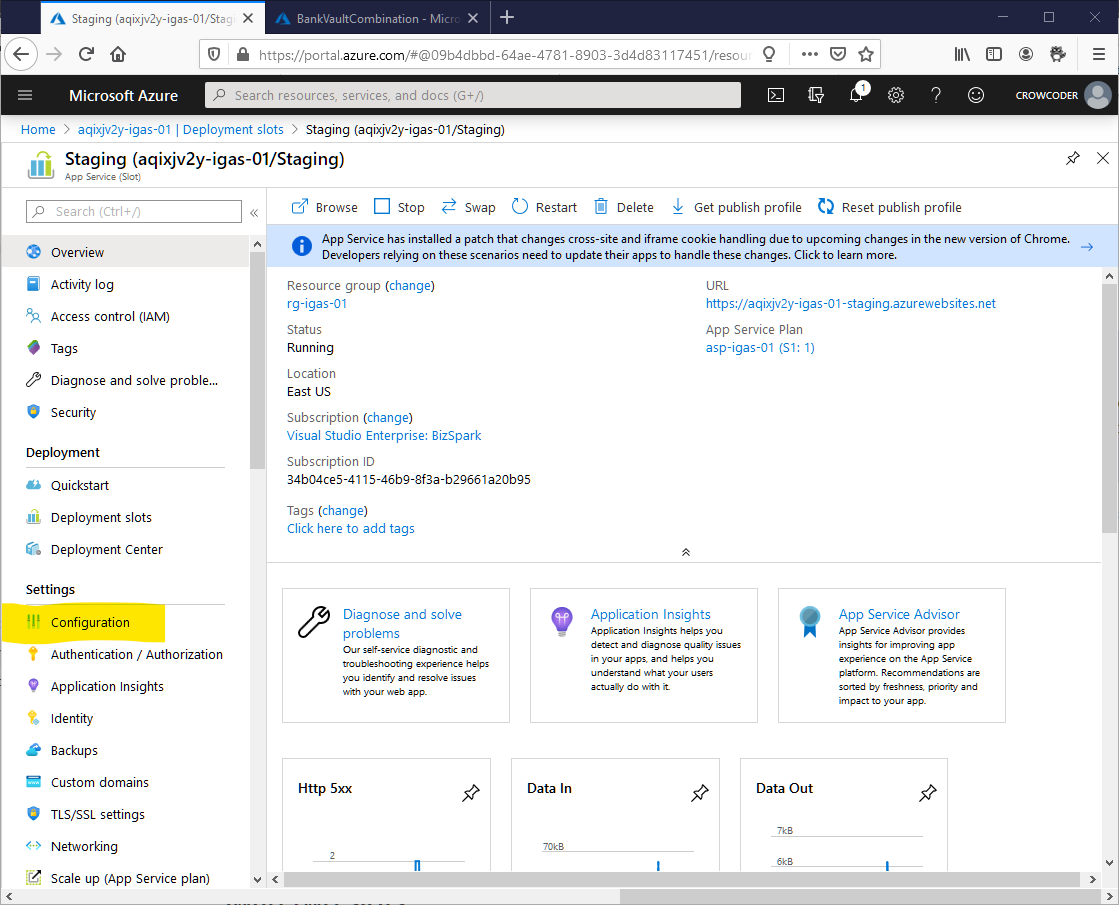 Staging (aqixjv2y-igas-01/Stag
BankVaultCombination - Micro
https://portal.azure.com/#@09b4dbbd-64ae-4781-8903-3d4d83117451/resou
Microsoft Azure
Search resources, services, and docs (G+/)
1
CROWCODER
Home > aqixjv2y-igas-01 | Deployment slots > Staging (aqixjv2y-igas-01/Staging)
Staging (aqixjv2y-igas-01/Staging)
App Service (Slot)
Search (Ctrl+/)
«
Overview
Activity log
Access control (IAM)
Tags
Diagnose and solve proble...
Security
Deployment
Quickstart
Deployment slots
Deployment Center
Settings
Configuration
Authentication / Authorization
Application Insights
Identity
Backups
Custom domains
TLS/SSL settings
Networking
Scale up (App Service plan)
Browse
Stop
Swap
Restart
Delete
Get publish profile
Reset publish profile
App Service has installed a patch that changes cross-site and iframe cookie handling due to upcoming changes in the new version of Chrome.
Developers relying on these scenarios need to update their apps to handle these changes. Click to learn more.
Resource group (change)
rg-igas-01
Status
Running
Location
East US
Subscription (change)
Visual Studio Enterprise: BizSpark
Subscription ID
34b04ce5-4115-46b9-8f3a-b29661a20b95
Tags (change)
Click here to add tags
URL
https://aqixjv2y-igas-01-staging.azurewebsites.net
App Service Plan
asp-igas-01 (S1: 1)
Diagnose and solve
problems
Our self-service diagnostic and
troubleshooting experience helps
you identify and resolve issues
with your web app.
Application Insights
Application Insights helps you
detect and diagnose quality issues
in your apps, and helps you
understand what your users
actually do with it.
App Service Advisor
App Service Advisor provides
insights for improving app
experience on the App Service
platform. Recommendations are
sorted by freshness, priority and
impact to your app.
Http 5xx
2
Data In
70kB
Data Out
7kB
6kB